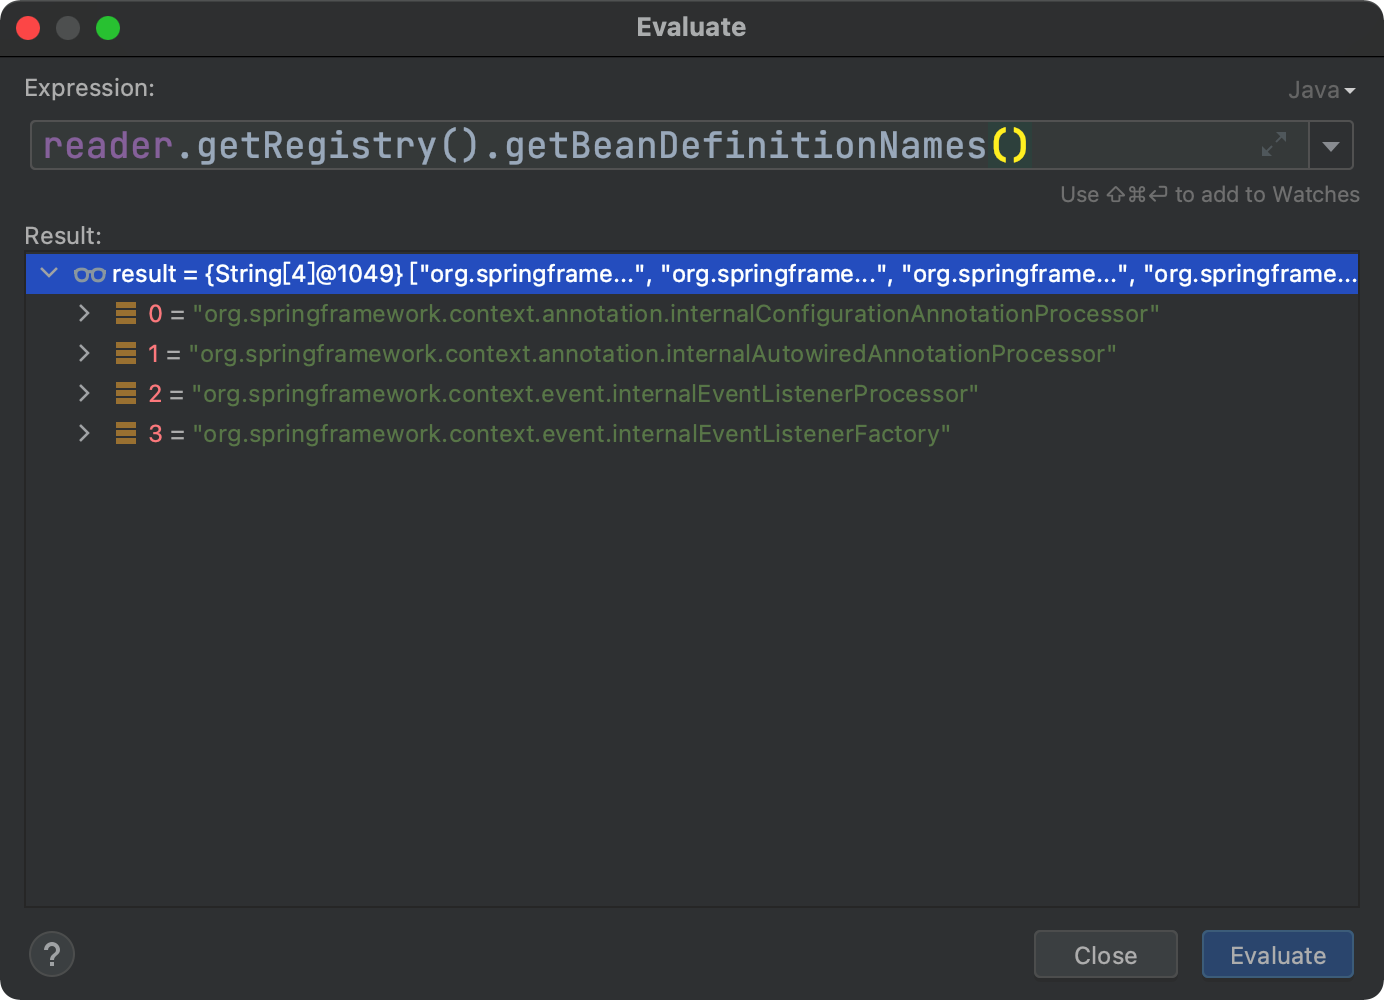 Evaluate
Expression:
Java
reader.getRegistry().getBeanDefinitionNames()
Use ⇧⌘⏎ to add to Watches
Result:
result = {String[4]@1049} ["org.springframe...", "org.springframe...", "org.springframe...", "org.springframe...
0 = "org.springframework.context.annotation.internalConfigurationAnnotationProcessor"
1 = "org.springframework.context.annotation.internalAutowiredAnnotationProcessor"
2 = "org.springframework.context.event.internalEventListenerProcessor"
3 = "org.springframework.context.event.internalEventListenerFactory"
?
Close
Evaluate